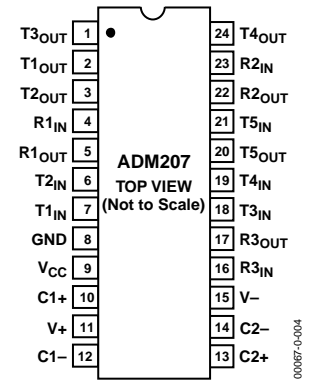 T3OUT 1 24 T4OUT
T1OUT 2 23 R2IN
T2OUT 3 22 R2OUT
R1IN 4 21 T5IN
R1OUT 5 20 T5OUT
ADM207
T2IN 6 19 T4IN
TOP VIEW
T1IN 7 (Not to Scale) 18 T3IN
GND 8 17 R3OUT
VCC 9 16 R3IN
C1+ 10 15 V–
V+ 11 14 C2–
C1– 12 13 C2+
00067-0-004